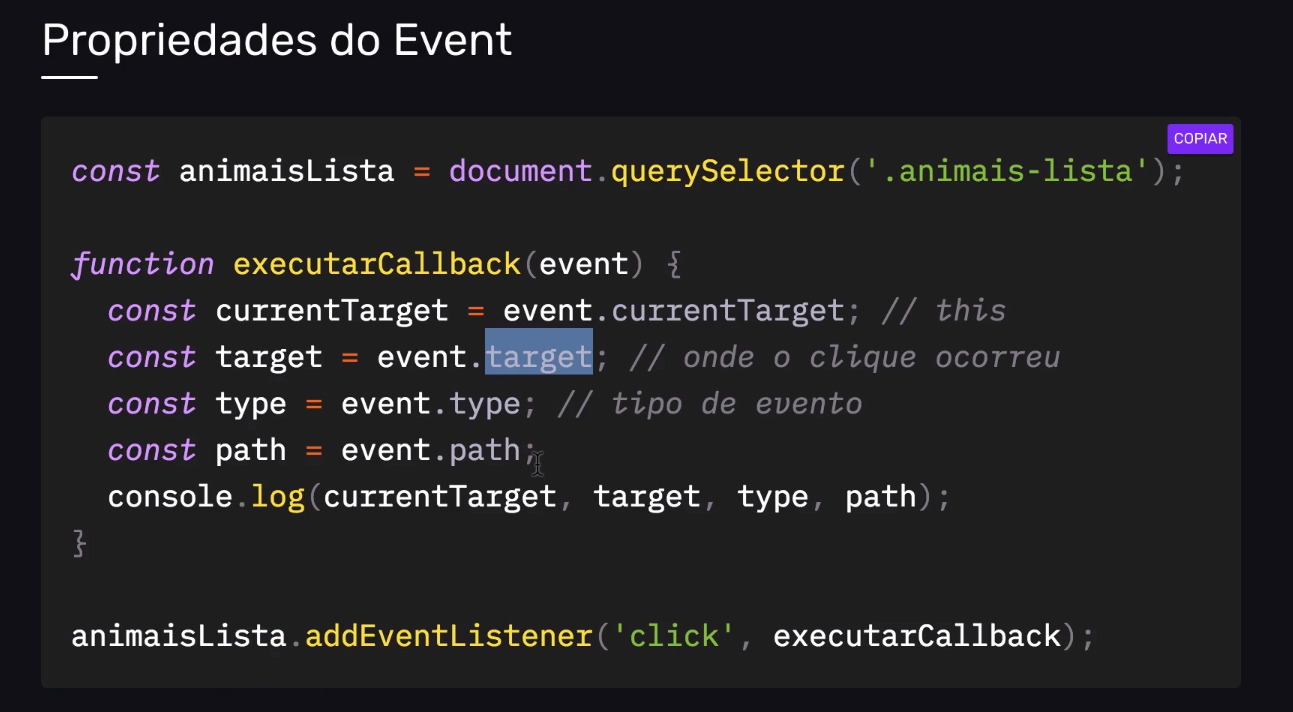 Propriedades do Event
COPIAR
const animaisLista = document.querySelector('.animais-lista');
function executarCallback(event) {
const currentTarget = event.currentTarget; // this
const target = event.target; // onde o clique ocorreu
const type = event.type; // tipo de evento
const path = event.path;
console.log(currentTarget, target, type, path);
}
animaisLista.addEventListener('click', executarCallback);